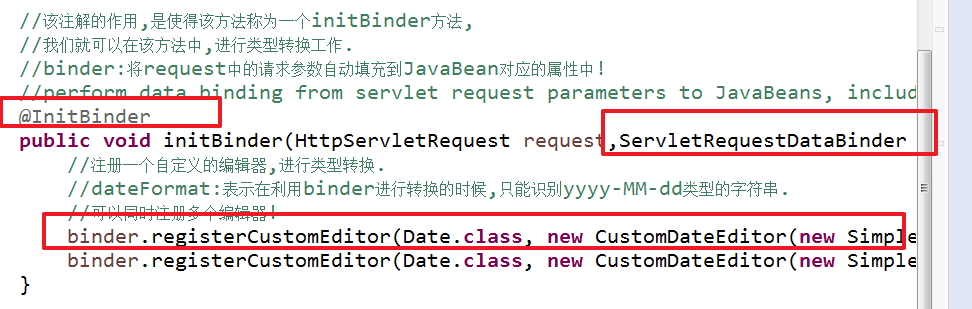 //该注解的作用,是使得该方法称为一个initBinder方法,
//我们就可以在该方法中,进行类型转换工作.
//binder:将request中的请求参数自动填充到JavaBean对应的属性中!
//perform data binding from servlet request parameters to JavaBeans, includ
@InitBinder
public void initBinder(HttpServletRequest request,ServletRequestDataBinder
//注册一个自定义的编辑器,进行类型转换.
//dateFormat:表示在利用binder进行转换的时候,只能识别yyyy-MM-dd类型的字符串.
//可以同时注册多个编辑器!
binder.registerCustomEditor(Date.class, new CustomDateEditor(new Simple
binder.registerCustomEditor(Date.class, new CustomDateEditor(new Simple
}